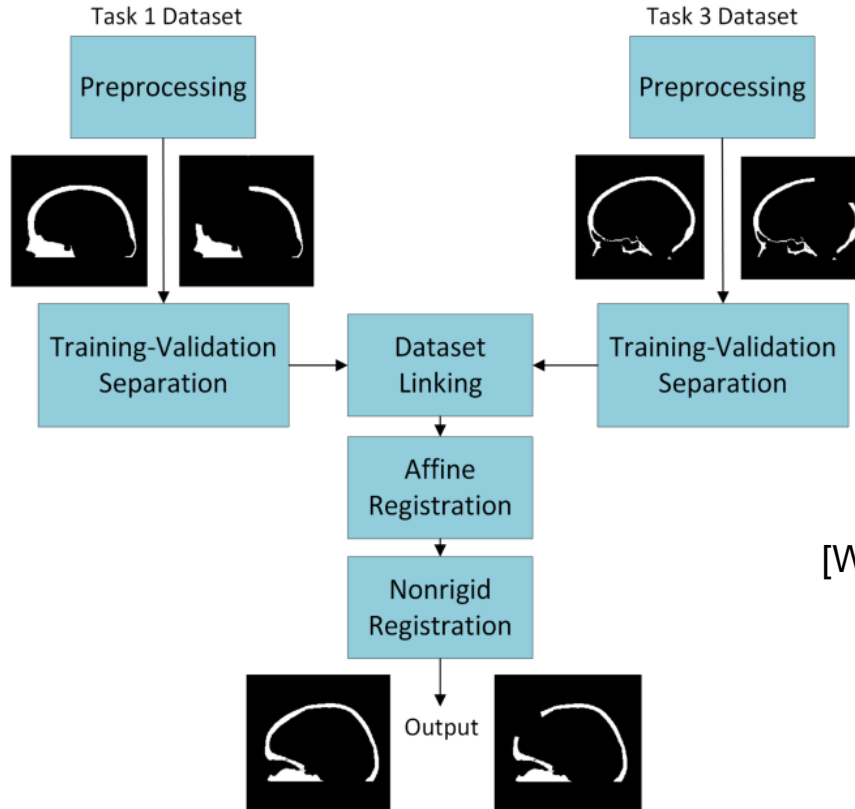 Task 1 Dataset
Task 3 Dataset
Preprocessing
Preprocessing
Training-Validation
Separation
Dataset
Linking
Training-Validation
Separation
Affine
Registration
Nonrigid
Registration
Output
[W